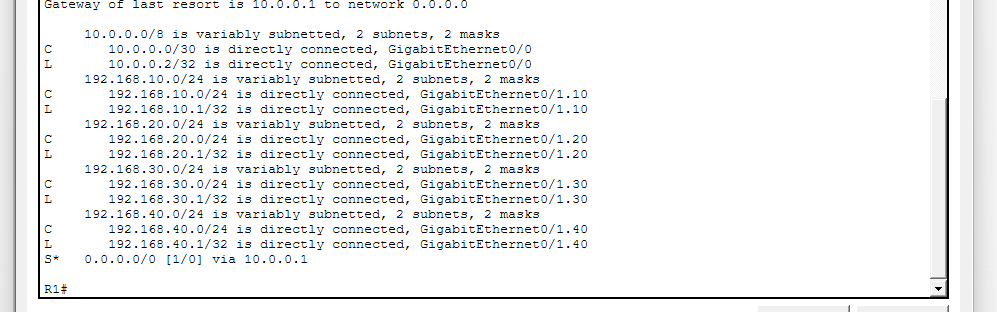 Gateway of last resort is 10.0.0.1 to network 0.0.0.0
10.0.0.0/8 is variably subnetted, 2 subnets, 2 masks
C 10.0.0.0/30 is directly connected, GigabitEthernet0/0
L 10.0.0.2/32 is directly connected, GigabitEthernet0/0
192.168.10.0/24 is variably subnetted, 2 subnets, 2 masks
C 192.168.10.0/24 is directly connected, GigabitEthernet0/1.10
L 192.168.10.1/32 is directly connected, GigabitEthernet0/1.10
192.168.20.0/24 is variably subnetted, 2 subnets, 2 masks
C 192.168.20.0/24 is directly connected, GigabitEthernet0/1.20
L 192.168.20.1/32 is directly connected, GigabitEthernet0/1.20
192.168.30.0/24 is variably subnetted, 2 subnets, 2 masks
C 192.168.30.0/24 is directly connected, GigabitEthernet0/1.30
L 192.168.30.1/32 is directly connected, GigabitEthernet0/1.30
192.168.40.0/24 is variably subnetted, 2 subnets, 2 masks
C 192.168.40.0/24 is directly connected, GigabitEthernet0/1.40
L 192.168.40.1/32 is directly connected, GigabitEthernet0/1.40
S* 0.0.0.0/0 [1/0] via 10.0.0.1
R1#